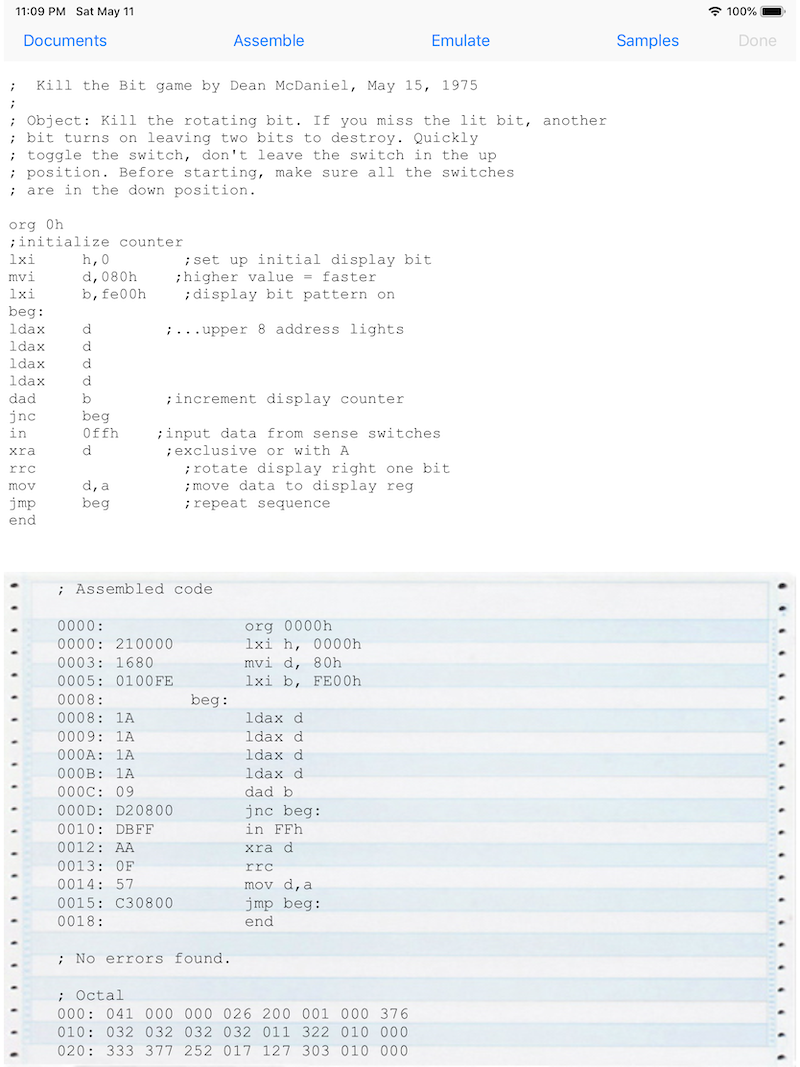 11:09 PM Sat May 11 100%
Documents Assemble Emulate Samples Done
;  Kill the Bit game by Dean McDaniel, May 15, 1975
;
; Object: Kill the rotating bit. If you miss the lit bit, another
; bit turns on leaving two bits to destroy. Quickly
; toggle the switch, don't leave the switch in the up
; position. Before starting, make sure all the switches
; are in the down position.
org 0h
;initialize counter
lxi     h,0        ;set up initial display bit
mvi     d,080h    ;higher value = faster
lxi     b,fe00h    ;display bit pattern on
beg:
ldax    d        ;...upper 8 address lights
ldax    d
ldax    d
ldax    d
dad     b        ;increment display counter
jnc     beg
in      0ffh    ;input data from sense switches
xra     d        ;exclusive or with A
rrc                ;rotate display right one bit
mov     d,a        ;move data to display reg
jmp     beg        ;repeat sequence
end
; Assembled code
0000:               org 0000h
0000: 210000        lxi h, 0000h
0003: 1680          mvi d, 80h
0005: 0100FE        lxi b, FE00h
0008:         beg:
0008: 1A            ldax d
0009: 1A            ldax d
000A: 1A            ldax d
000B: 1A            ldax d
000C: 09            dad b
000D: D20800        jnc beg:
0010: DBFF          in FFh
0012: AA            xra d
0013: 0F            rrc
0014: 57            mov d,a
0015: C30800        jmp beg:
0018:               end
; No errors found.
; Octal
000: 041 000 000 026 200 001 000 376
010: 032 032 032 032 011 322 010 000
020: 333 377 252 017 127 303 010 000